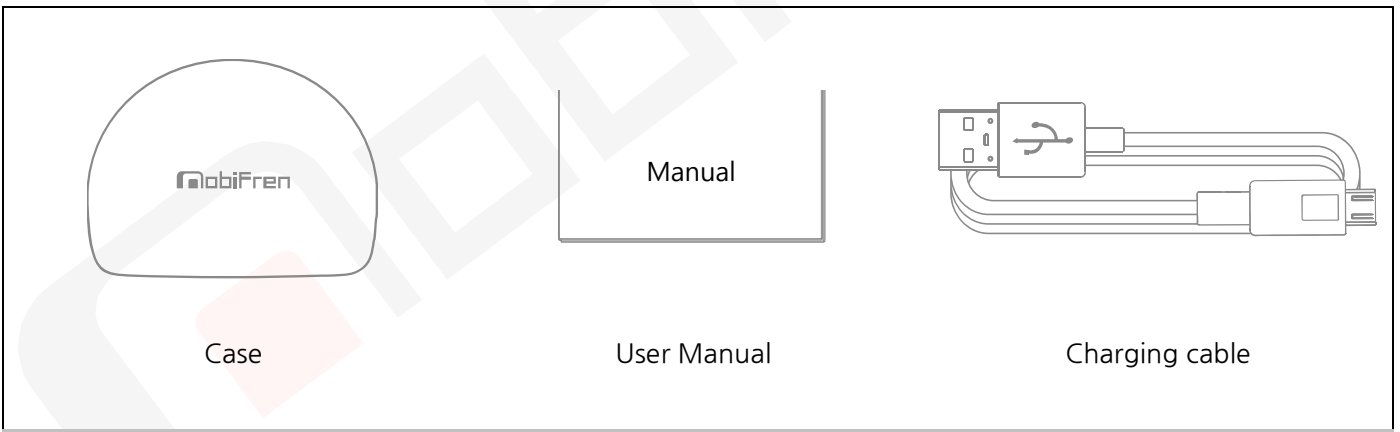 MobiFren
Manual
Case
User Manual
Charging cable